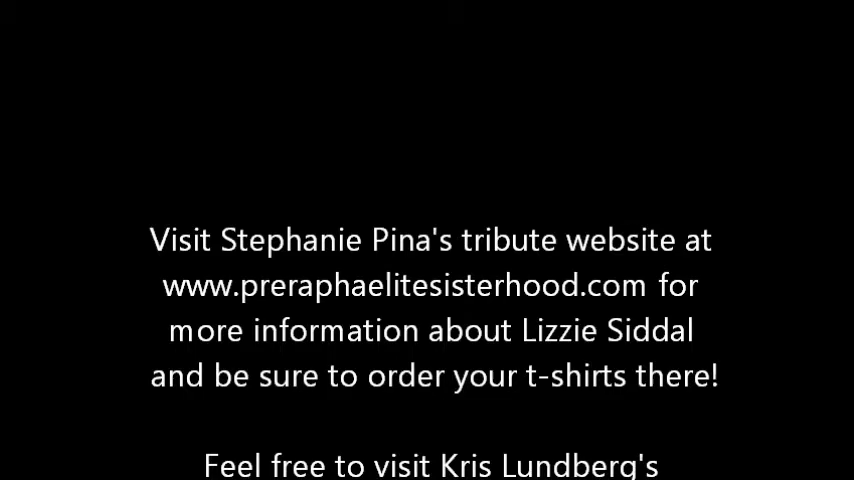 Visit Stephanie Pina's tribute website at
www.preraphaelitesisterhood.com for
more information about Lizzie Siddal
and be sure to order your t-shirts there!
Feel free to visit Kris Lundberg's